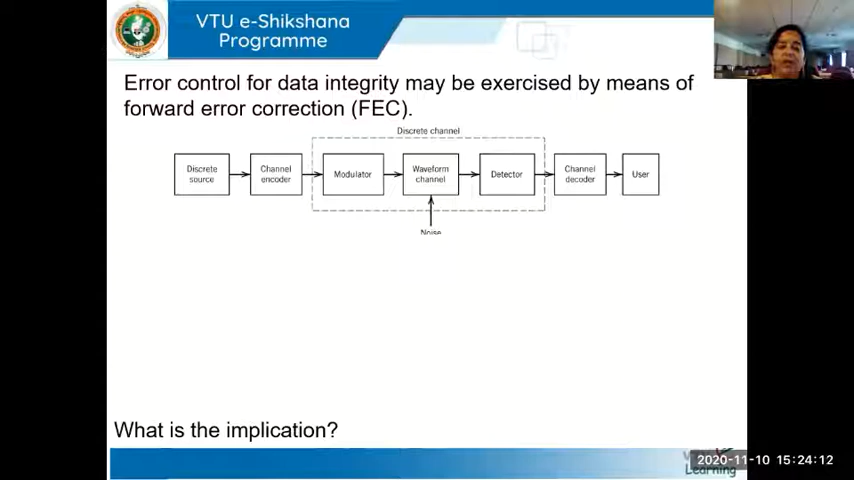 VTU e-Shikshana
Programme
Error control for data integrity may be exercised by means of
forward error correction (FEC).
Discrete channel
Discrete
source
Channel
encoder
Modulator
Waveform
channel
Detector
Channel
decoder
User
Noise
What is the implication?
2020-11-10 15:24:12
Learning